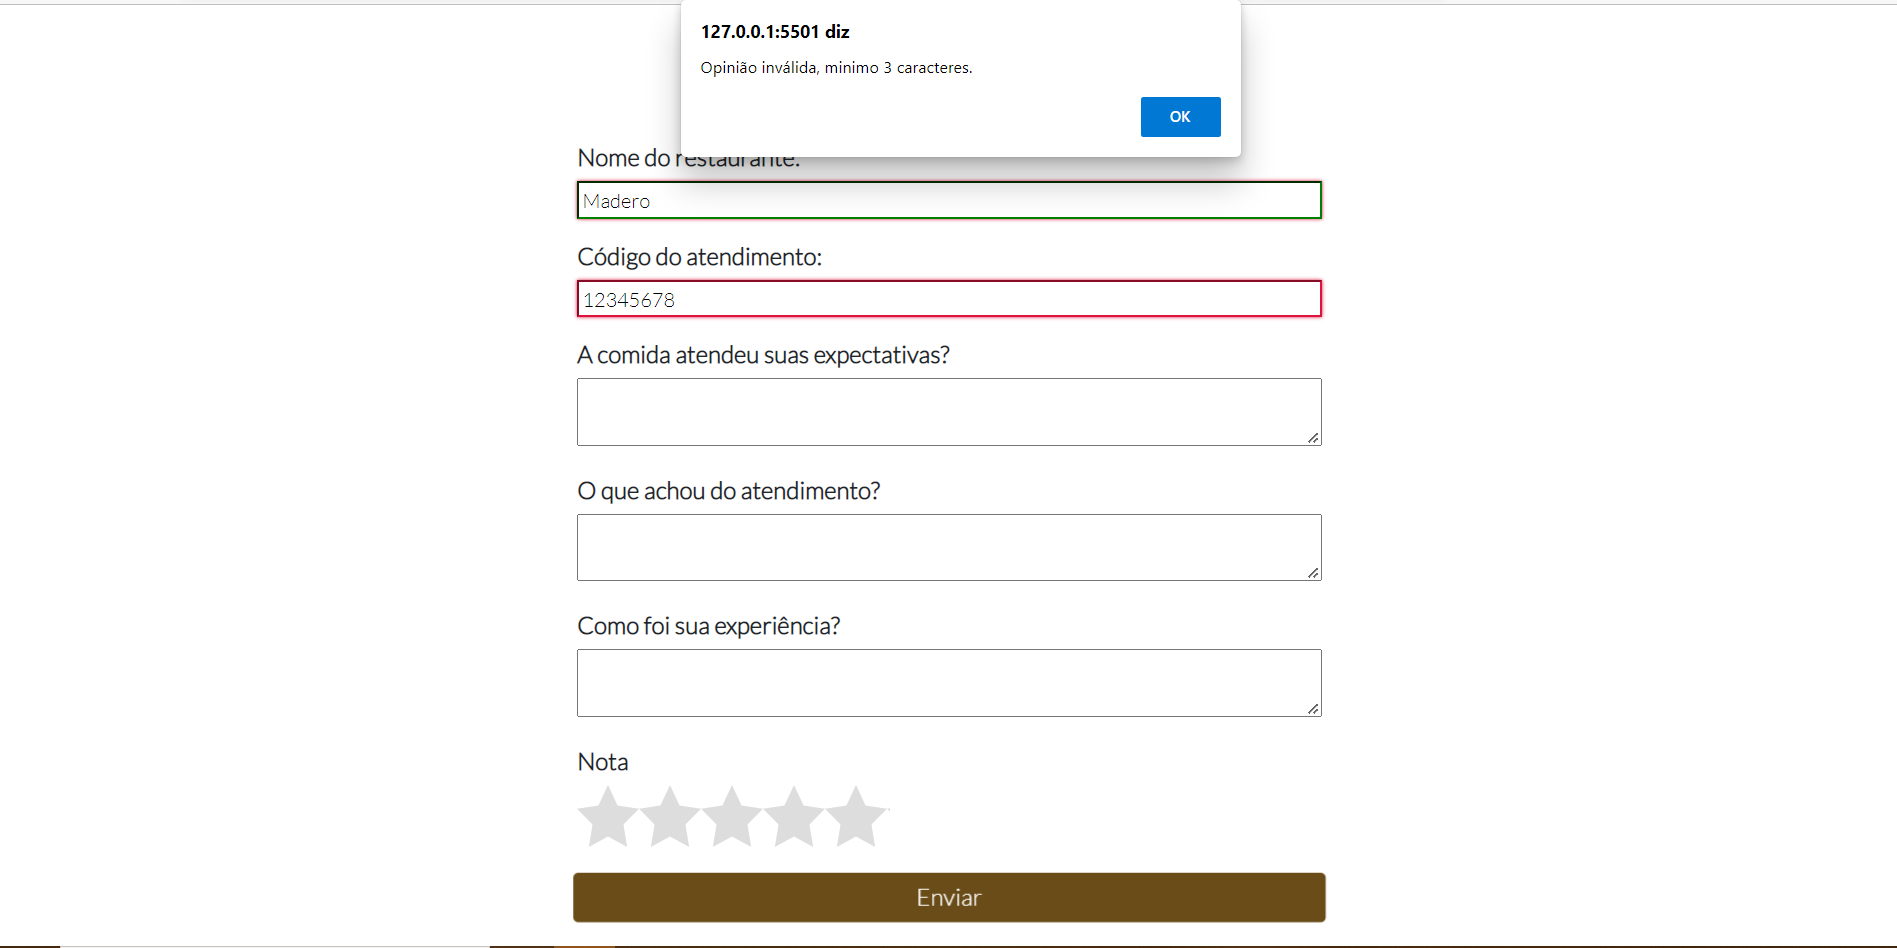 127.0.0.1:5501 diz
Opinião inválida, minimo 3 caracteres.
OK
Nome do restaurante:
Madero
Código do atendimento:
12345678
A comida atendeu suas expectativas?
O que achou do atendimento?
Como foi sua experiência?
Nota
Enviar